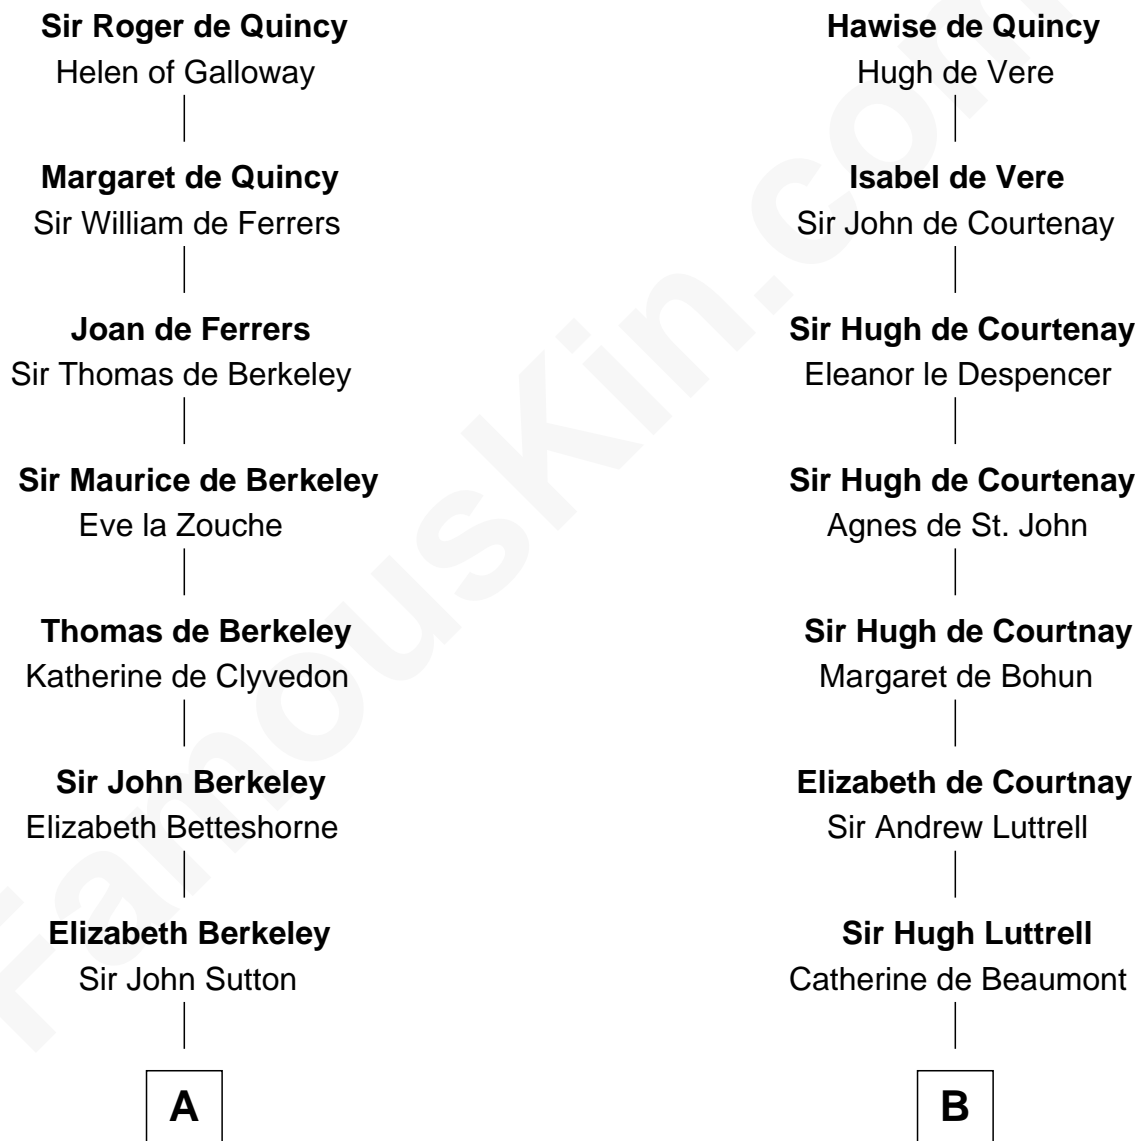 Sir Roger de Quincy
Helen of Galloway
Margaret de Quincy
Sir William de Ferrers
Joan de Ferrers
Sir Thomas de Berkeley
Sir Maurice de Berkeley
Eve la Zouche
Thomas de Berkeley
Katherine de Clyvedon
Sir John Berkeley
Elizabeth Betteshorne
Elizabeth Berkeley
Sir John Sutton
A
Hawise de Quincy
Hugh de Vere
Isabel de Vere
Sir John de Courtenay
Sir Hugh de Courtenay
Eleanor le Despencer
Sir Hugh de Courtenay
Agnes de St. John
Sir Hugh de Courtnay
Margaret de Bohun
Elizabeth de Courtnay
Sir Andrew Luttrell
Sir Hugh Luttrell
Catherine de Beaumont
B
FamousKin.com